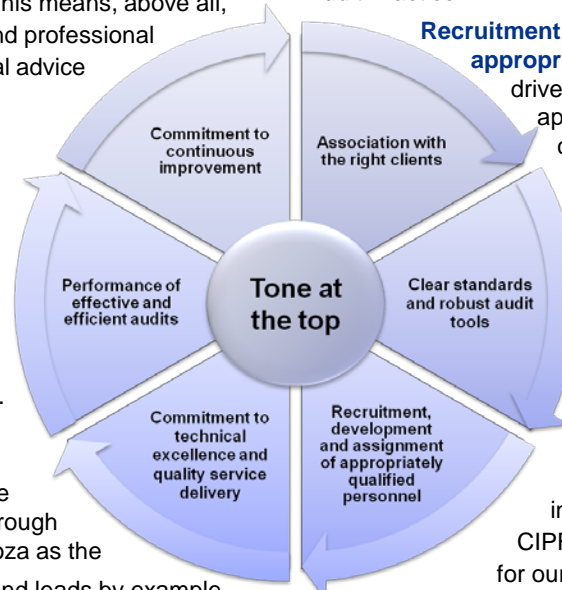 his means, above all,
nd professional
al advice
Recruitment
appropr
drive
ap
Commitment to
continuous
improvement
Association with
the right clients
Performance of
effective and
efficient audits
Tone at
the top
Clear standards
and robust audit
tools
Commitment to
technical
excellence and
quality service
delivery
Recruitment,
development
and assignment
of appropriately
qualified
personnel
e
rough
oza as the
nd leads by example
in
CIPF
for our